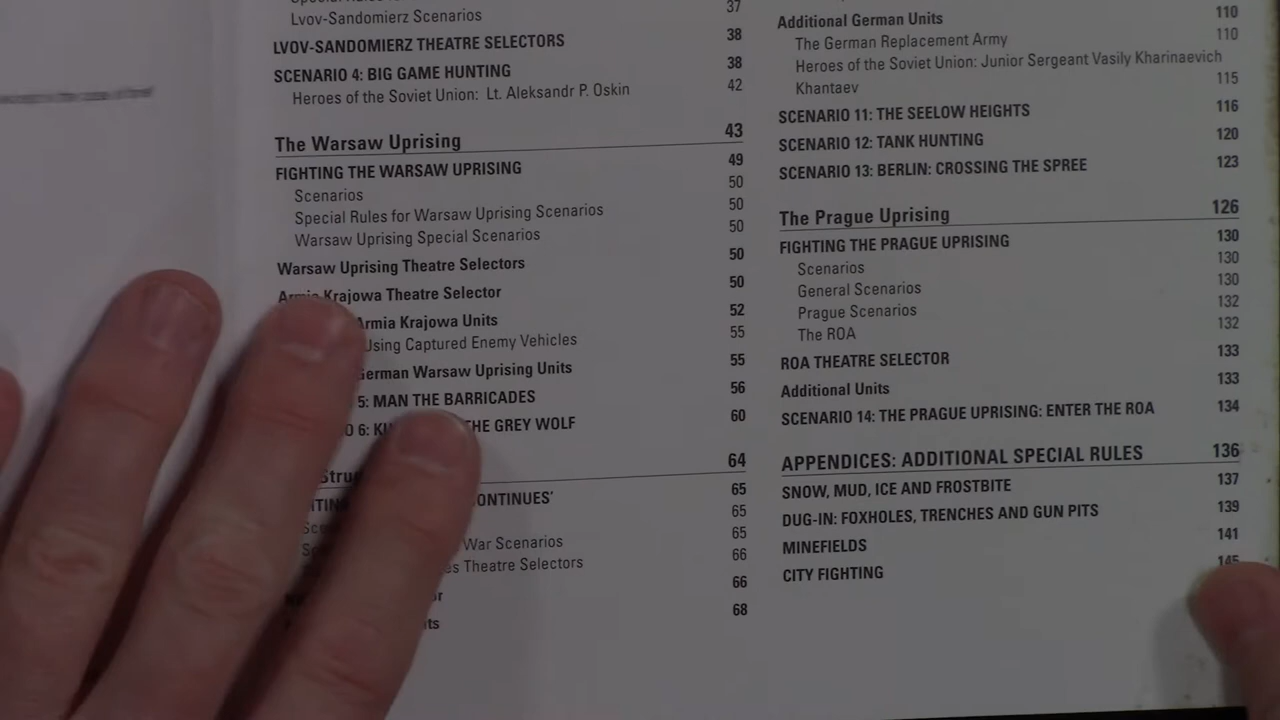 Lvov-Sandomierz Scenarios 37
LVOV-SANDOMIERZ THEATRE SELECTORS 38
SCENARIO 4: BIG GAME HUNTING 38
Heroes of the Soviet Union: Lt. Aleksandr P. Oskin 42
The Warsaw Uprising 43
FIGHTING THE WARSAW UPRISING 49
Scenarios 50
Special Rules for Warsaw Uprising Scenarios 50
Warsaw Uprising Special Scenarios 50
Warsaw Uprising Theatre Selectors 50
Armia Krajowa Theatre Selector 50
Armia Krajowa Units 52
Using Captured Enemy Vehicles 55
German Warsaw Uprising Units 55
5: MAN THE BARRICADES 56
6: THE GREY WOLF 60
64
CONTINUES' 65
65
War Scenarios 65
Theatre Selectors 66
66
68
Additional German Units 110
The German Replacement Army 110
Heroes of the Soviet Union: Junior Sergeant Vasily Kharinaevich
Khantaev 115
SCENARIO 11: THE SEELOW HEIGHTS 116
SCENARIO 12: TANK HUNTING 120
SCENARIO 13: BERLIN: CROSSING THE SPREE 123
The Prague Uprising 126
FIGHTING THE PRAGUE UPRISING 130
Scenarios 130
General Scenarios 130
Prague Scenarios 132
The ROA 132
ROA THEATRE SELECTOR 133
Additional Units 133
SCENARIO 14: THE PRAGUE UPRISING: ENTER THE ROA 134
APPENDICES: ADDITIONAL SPECIAL RULES 136
SNOW, MUD, ICE AND FROSTBITE 137
DUG-IN: FOXHOLES, TRENCHES AND GUN PITS 139
MINEFIELDS 141
CITY FIGHTING 145